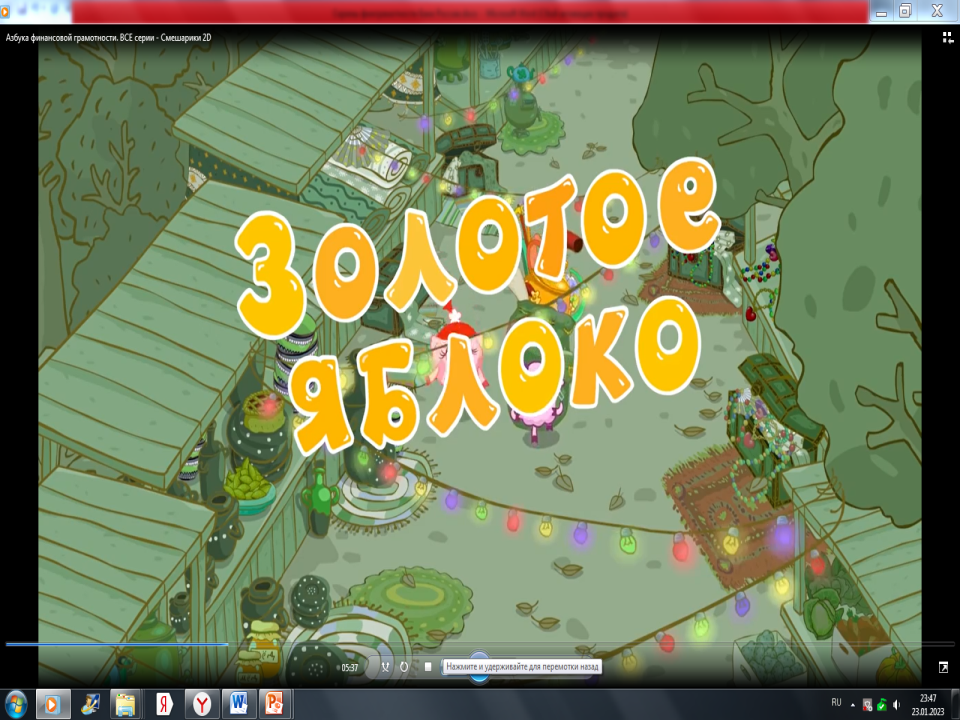 Азбука финансовой грамотности. ВСЕ серии - Смешарики 2D
ЗОЛОТОЕ
ЯБЛОКО
05:37
Нажмите и удерживайте для перемотки назад
RU
23:47
23.01.2023